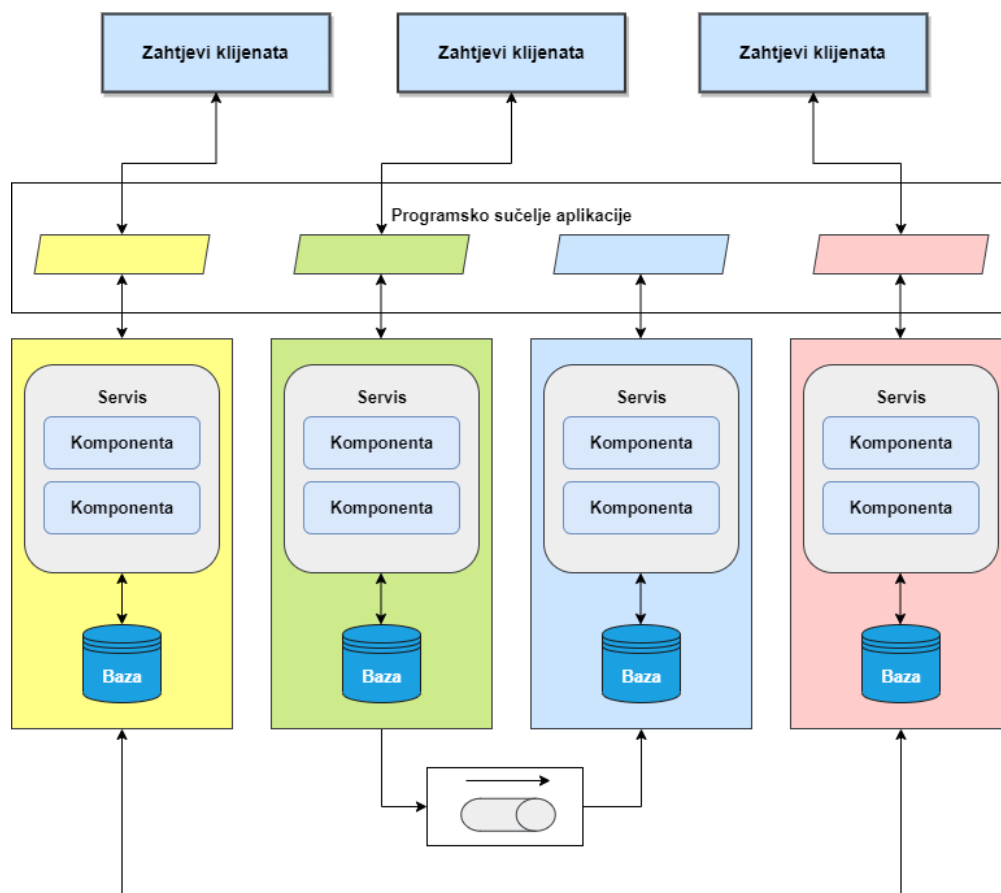 Zahtjevi klijenata
Zahtjevi klijenata
Zahtjevi klijenata
Programsko sučelje aplikacije
Servis
Komponenta
Komponenta
Baza
Servis
Komponenta
Komponenta
Baza
Servis
Komponenta
Komponenta
Baza
Servis
Komponenta
Komponenta
Baza